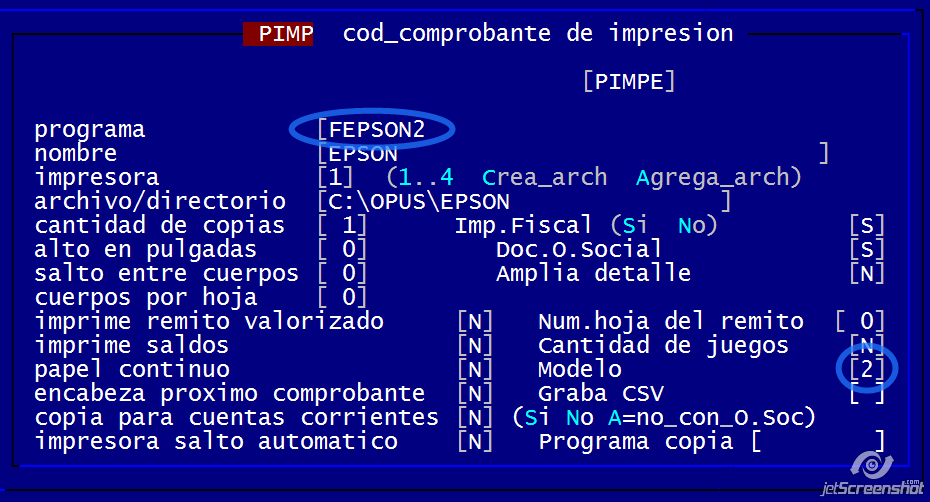 PIMP cod_comprobante de impresion
[PIMPE]
programa [FEPSON2
nombre [EPSON ]
impresora [1] (1..4 Crea_arch Agrega_arch)
archivo/directorio [C:\OPUS\EPSON ]
cantidad de copias [ 1] Imp.Fiscal (Si No) [S]
alto en pulgadas [ 0] Doc.O.Social [S]
salto entre cuerpos [ 0] Amplia detalle [N]
cuerpos por hoja [ 0]
imprime remito valorizado [N] Num.hoja del remito [ 0]
imprime saldos [N] Cantidad de juegos [N]
papel continuo [N] Modelo [2]
encabeza proximo comprobante [N] Graba CSV [ ]
copia para cuentas corrientes [N] (Si No A=no_con_O.Soc)
impresora salto automatico [N] Programa copia [ ]
jetScreenshot.com